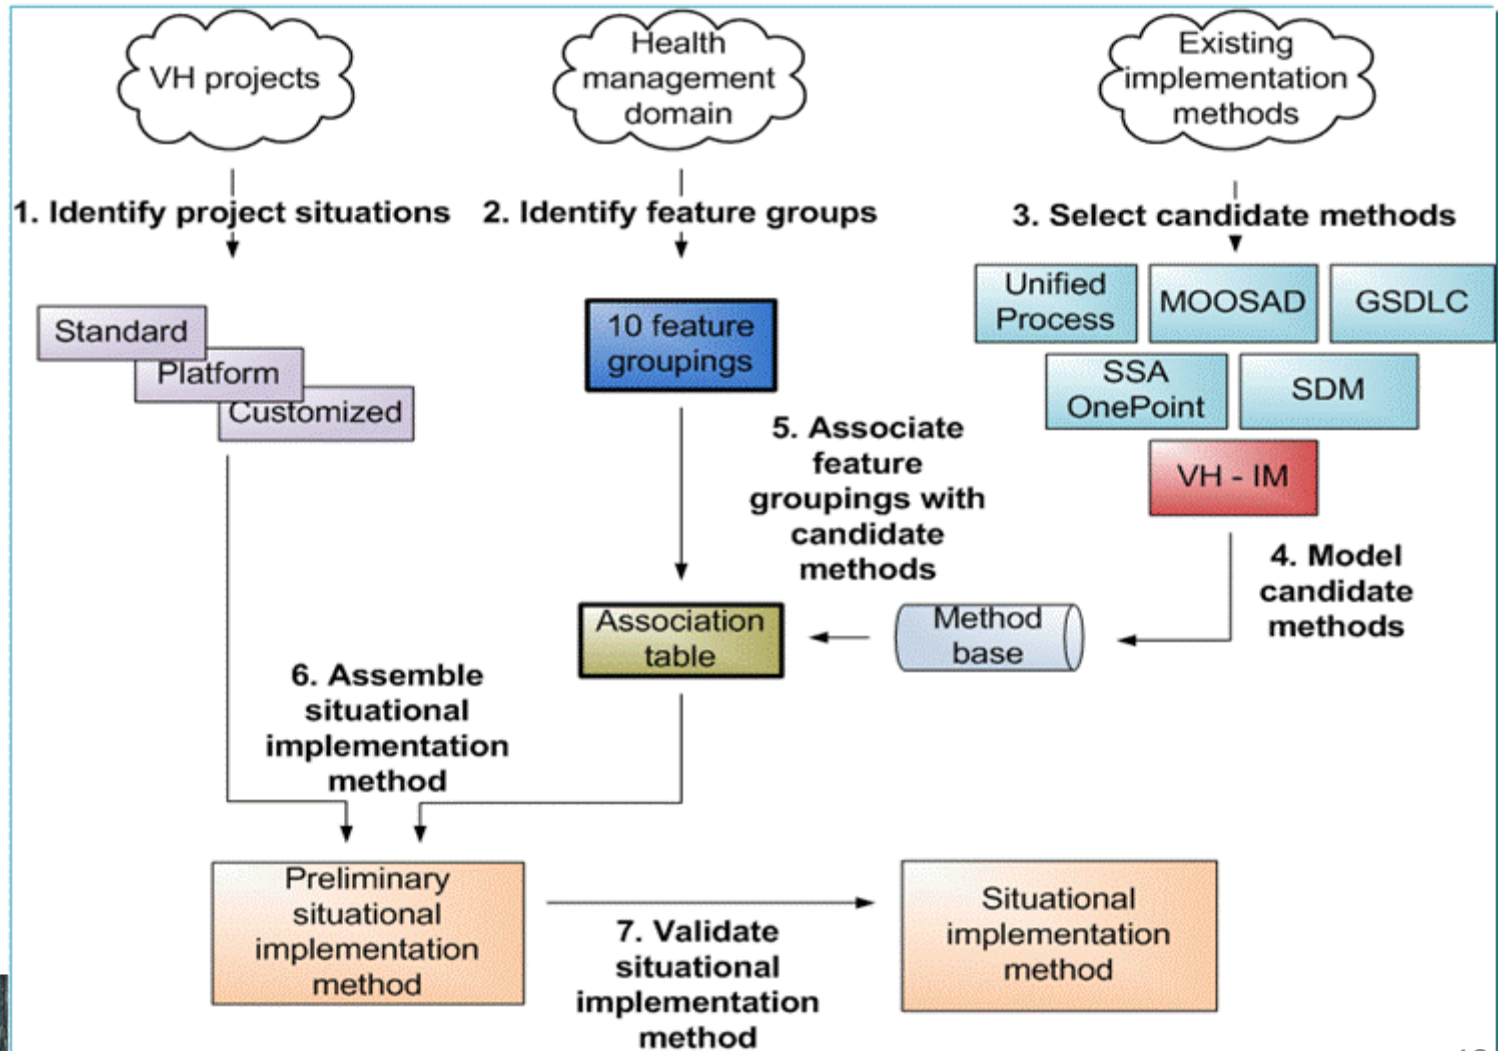 VH projects
Health
management
domain
Existing
implementation
methods
1. Identify project situations
2. Identify feature groups
3. Select candidate methods
Standard
Platform
Customized
10 feature
groupings
Unified
Process
MOOSAD
GSDLC
SSA
OnePoint
SDM
VH - IM
5. Associate
feature
groupings with
candidate
methods
4. Model
candidate
methods
Association
table
Method
base
6. Assemble
situational
implementation
method
Preliminary
situational
implementation
method
7. Validate
situational
implementation
method
Situational
implementation
method